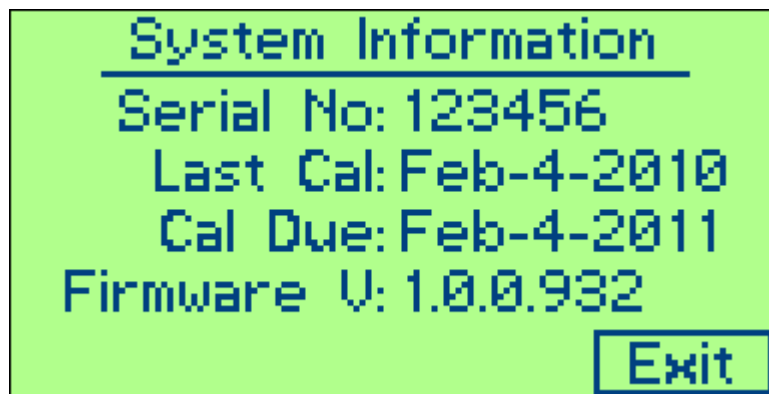 System Information
Serial No: 123456
Last Cal: Feb-4-2010
Cal Due: Feb-4-2011
Firmware V: 1.0.0.932
Exit